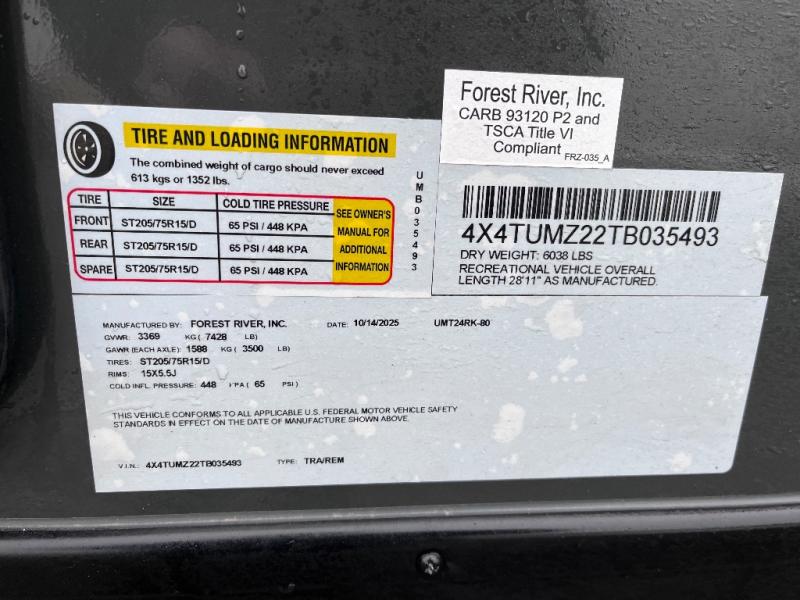 Forest River, Inc.
CARB 93120 P2 and
TSCA Title VI
Compliant
FRZ-035_A
TIRE AND LOADING INFORMATION
The combined weight of cargo should never exceed
613 kgs or 1352 lbs.
TIRE SIZE COLD TIRE PRESSURE
FRONT ST205/75R15/D 65 PSI / 448 KPA
REAR ST205/75R15/D 65 PSI / 448 KPA
SPARE ST205/75R15/D 65 PSI / 448 KPA
SEE OWNER'S
MANUAL FOR
ADDITIONAL
INFORMATION
UMB035493
4X4TUMZ22TB035493
DRY WEIGHT: 6038 LBS
RECREATIONAL VEHICLE OVERALL
LENGTH 28'11" AS MANUFACTURED.
MANUFACTURED BY: FOREST RIVER, INC. DATE: 10/14/2025 UMT24RK-80
GVWR: 3369 KG ( 7428 LB)
GAWR (EACH AXLE): 1588 KG ( 3500 LB)
TIRES: ST205/75R15/D
RIMS: 15X5.5J
COLD INFL. PRESSURE: 448 KPA ( 65 PSI)
THIS VEHICLE CONFORMS TO ALL APPLICABLE U.S. FEDERAL MOTOR VEHICLE SAFETY
STANDARDS IN EFFECT ON THE DATE OF MANUFACTURE SHOWN ABOVE.
V.I.N.: 4X4TUMZ22TB035493 TYPE: TRA/REM